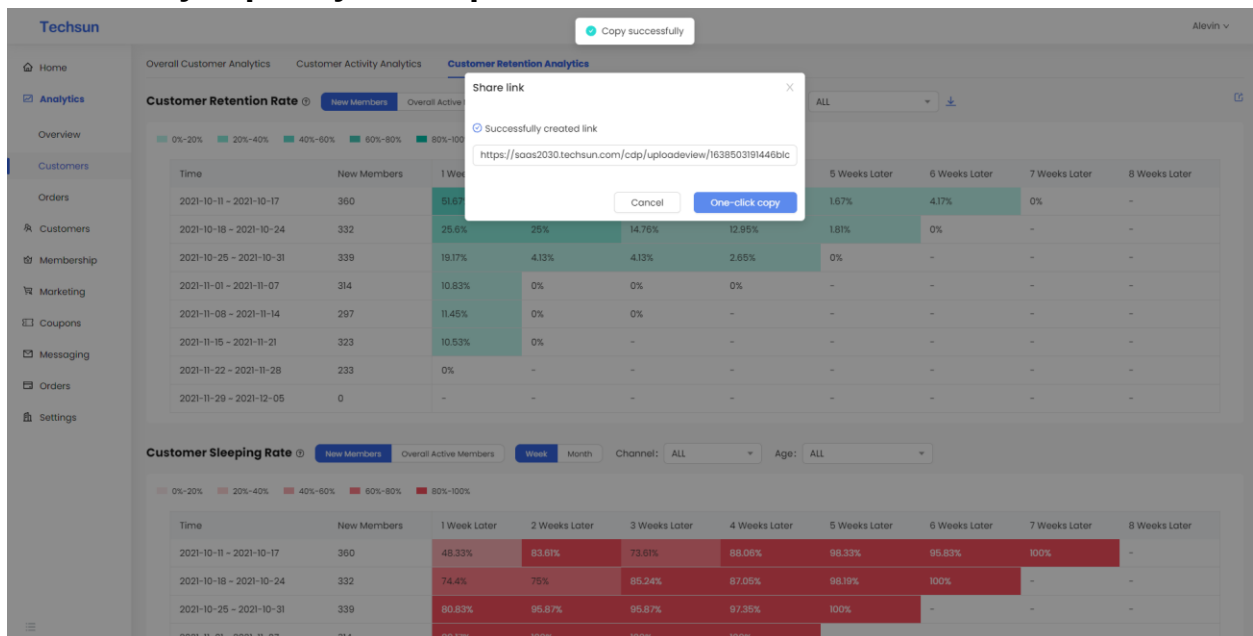 Techsun
Copy successfully
Alevin
Home
Analytics
Overview
Customers
Orders
Customers
Membership
Marketing
Coupons
Messaging
Orders
Settings
Overall Customer Analytics Customer Activity Analytics Customer Retention Analytics
Share link
Successfully created link
https://saas2030.techsun.com/cdp/uploadeview/1638503191446blc
Cancel One-click copy
Customer Retention Rate New Members Overall Active ALL
0%-20% 20%-40% 40%-60% 60%-80% 80%-100
Time New Members 1 Wee 5 Weeks Later 6 Weeks Later 7 Weeks Later 8 Weeks Later
2021-10-11 ~ 2021-10-17 360 51.67 1.67% 4.17% 0% -
2021-10-18 ~ 2021-10-24 332 25.6% 25% 14.76% 12.95% 1.81% 0% - -
2021-10-25 ~ 2021-10-31 339 19.17% 4.13% 4.13% 2.65% 0% - - -
2021-11-01 ~ 2021-11-07 314 10.83% 0% 0% 0% - - - -
2021-11-08 ~ 2021-11-14 297 11.45% 0% 0% - - - - -
2021-11-15 ~ 2021-11-21 323 10.53% 0% - - - - - -
2021-11-22 ~ 2021-11-28 233 0% - - - - - - -
2021-11-29 ~ 2021-12-05 0 - - - - - - - -
Customer Sleeping Rate New Members Overall Active Members Week Month Channel: ALL Age: ALL
0%-20% 20%-40% 40%-60% 60%-80% 80%-100%
Time New Members 1 Week Later 2 Weeks Later 3 Weeks Later 4 Weeks Later 5 Weeks Later 6 Weeks Later 7 Weeks Later 8 Weeks Later
2021-10-11 ~ 2021-10-17 360 48.33% 83.61% 73.61% 88.06% 98.33% 95.83% 100% -
2021-10-18 ~ 2021-10-24 332 74.4% 75% 85.24% 87.05% 98.19% 100% - -
2021-10-25 ~ 2021-10-31 339 80.83% 95.87% 95.87% 97.35% 100% - - -